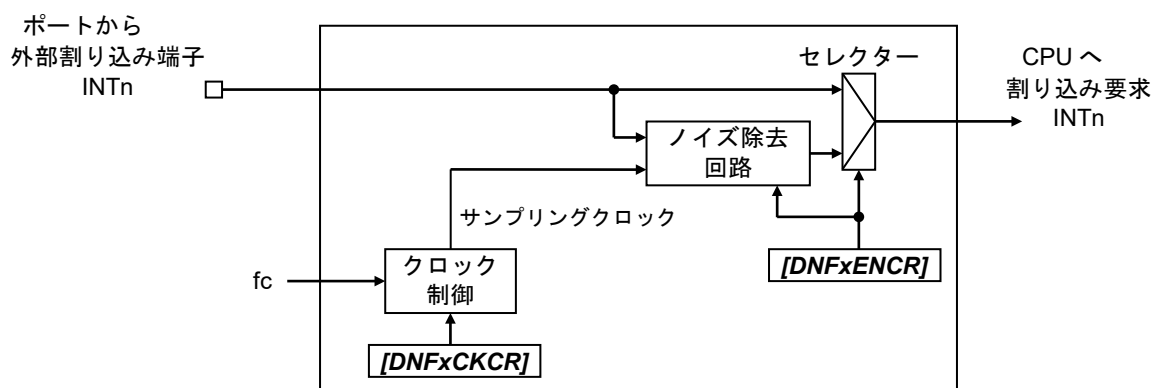 ポートから
外部割り込み端子
INTn
セレクター
CPU へ
割り込み要求
INTn
ノイズ除去
回路
サンプリングクロック
[DNFxENCR]
fc
クロック
制御
[DNFxCKCR]